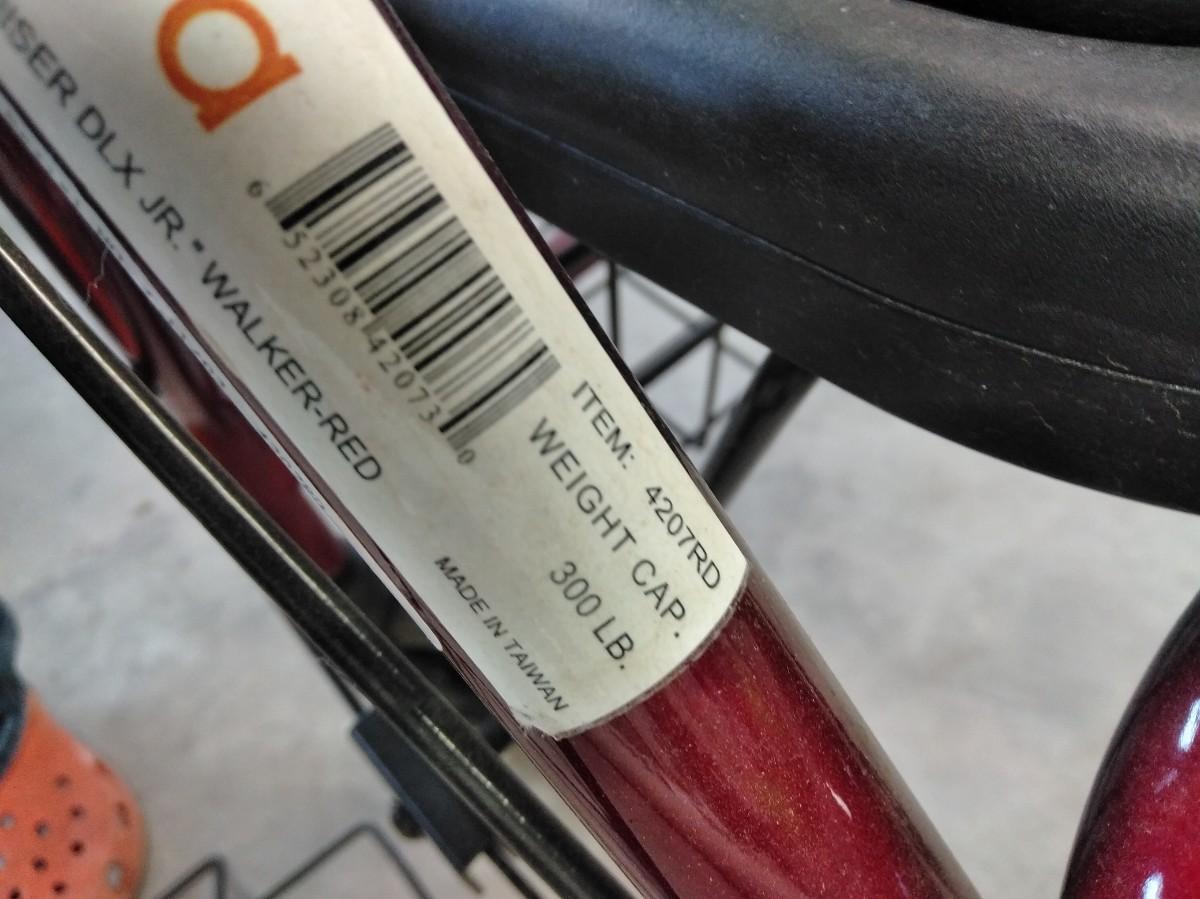 a
ISER DLX JR." WALKER-RED
6 52308 42073 0
ITEM: 4207RD
WEIGHT CAP.
300 LB.
MADE IN TAIWAN